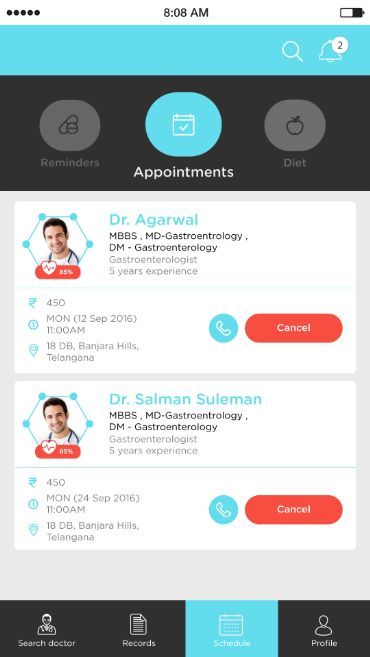 8:08 AM
2
Reminders
Appointments
Diet
Dr. Agarwal
MBBS , MD-Gastroentrology ,
DM - Gastroenterology
Gastroenterologist
5 years experience
85%
₹ 450
MON (12 Sep 2016)
11:00AM
18 DB, Banjara Hills,
Telangana
Cancel
Dr. Salman Suleman
MBBS , MD-Gastroentrology ,
DM - Gastroenterology
Gastroenterologist
5 years experience
85%
₹ 450
MON (24 Sep 2016)
11:00AM
18 DB, Banjara Hills,
Telangana
Cancel
Search doctor
Records
Schedule
Profile